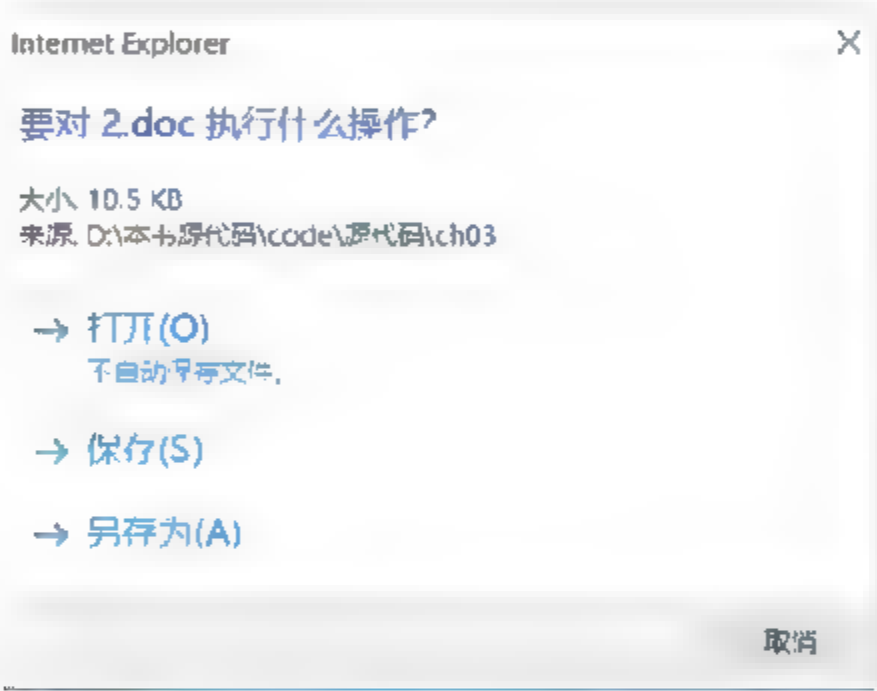 Internet Explorer
要对 2.doc 执行什么操作?
大小: 10.5 KB
来源: D:\本书源代码\code\源代码\ch03
打开(O)
不自动保存文件。
保存(S)
另存为(A)
取消